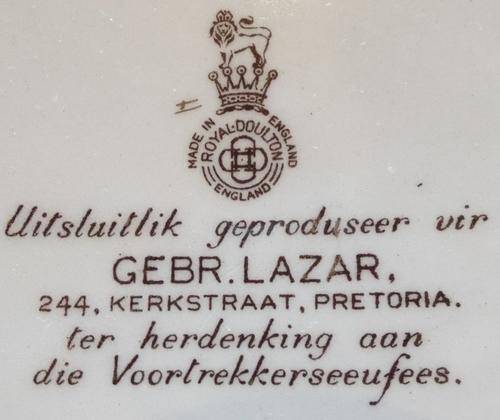 MADE IN ENGLAND
ROYAL·DOULTON
ENGLAND
Uitsluitlik geproduseer vir
GEBR. LAZAR,
244, KERKSTRAAT, PRETORIA.
ter herdenking aan
die Voortrekkerseeufees.